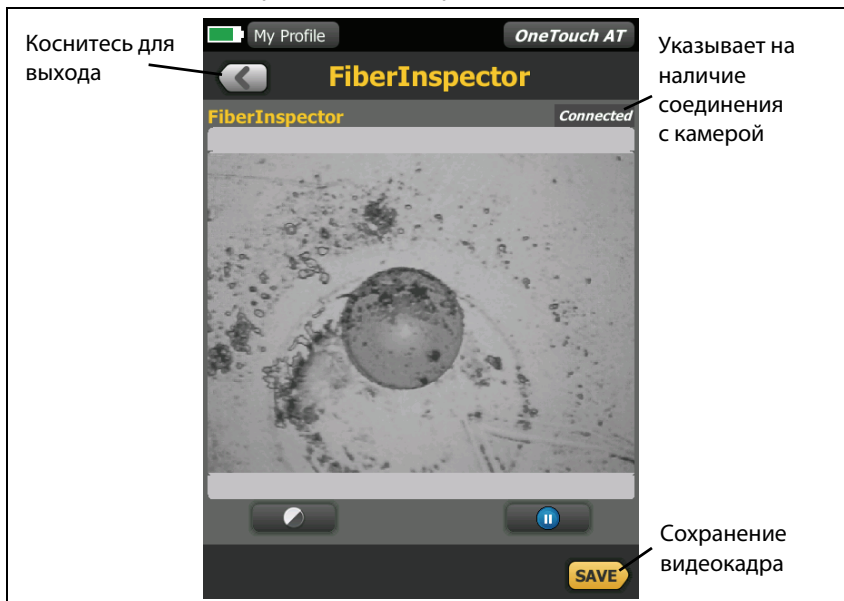 Коснитесь для
выхода
My Profile
OneTouch AT
FiberInspector
FiberInspector
Connected
Указывает на
наличие
соединения
с камерой
SAVE
Сохранение
видеокадра